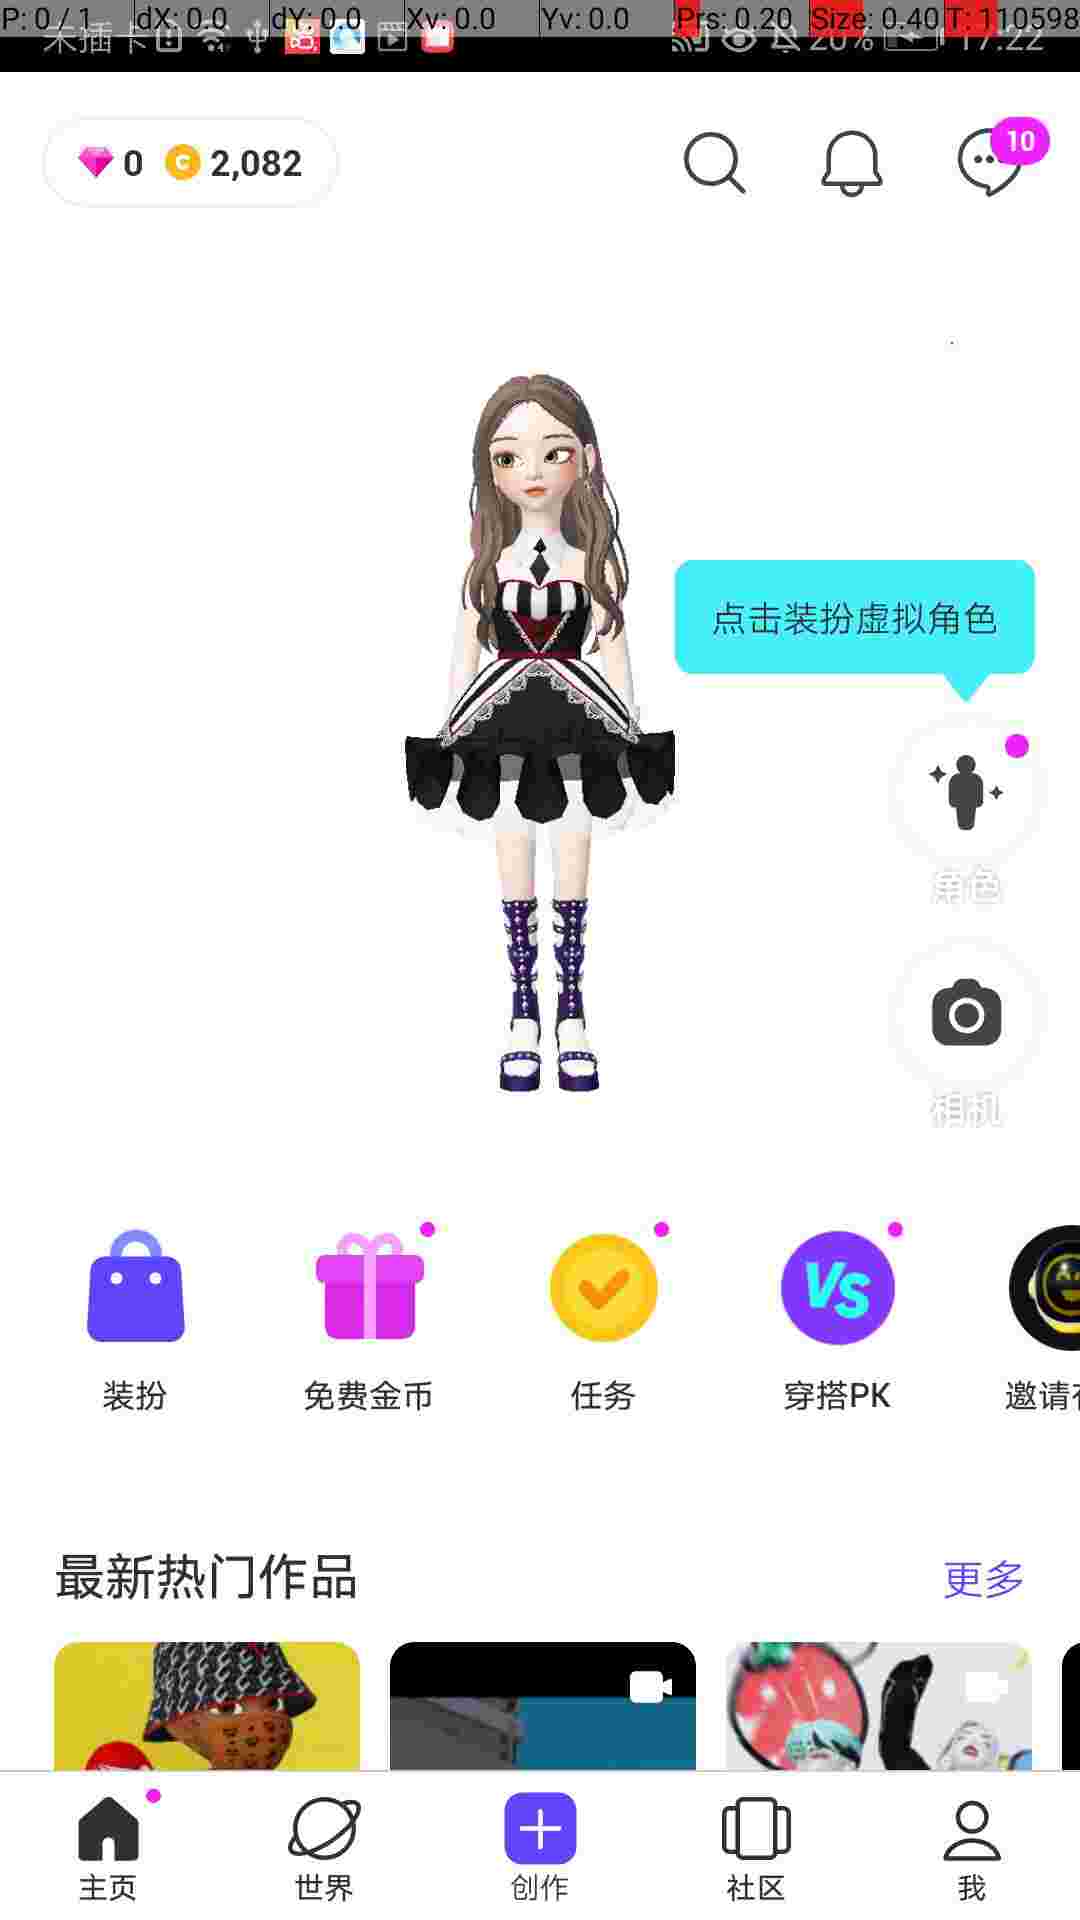 P: 0 / 1 dX: 0.0 dY: 0.0 Xv: 0.0 Yv: 0.0 Prs: 0.20 Size: 0.40 T: 110598
未插卡 20% 17:22
0 2,082
10
点击装扮虚拟角色
角色
相机
VS
装扮 免费金币 任务 穿搭PK 邀请
最新热门作品 更多
主页 世界 创作 社区 我